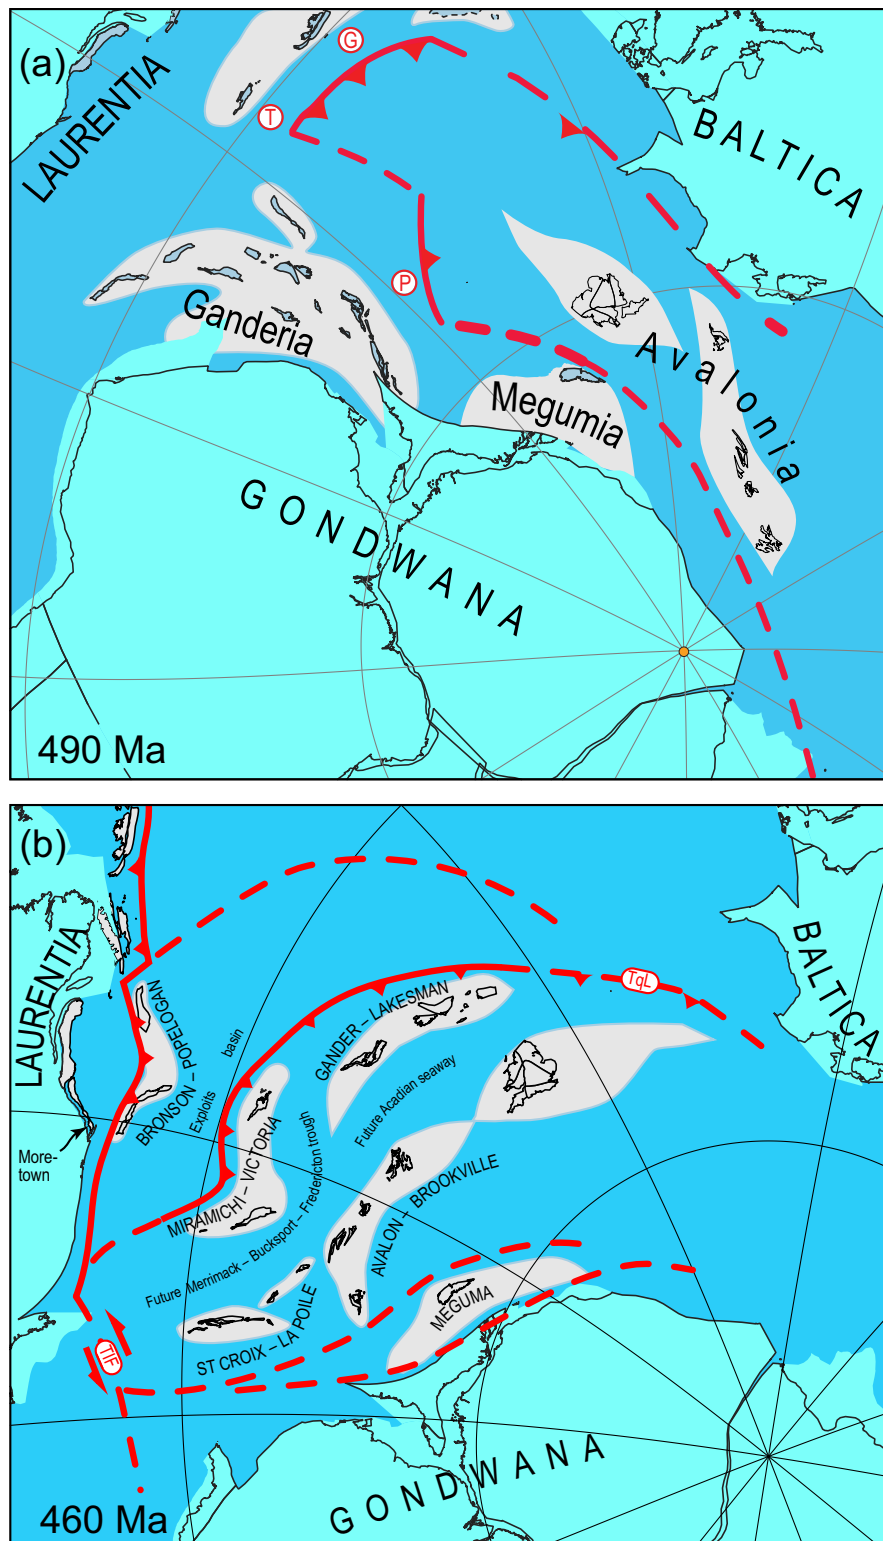 (a)
G
T
LAURENTIA
BALTICA
P
Ganderia
Avalonia
Megumia
GONDWANA
490 Ma
(b)
LAURENTIA
BALTICA
TqL
BRONSON – POPELOGAN
Exploits basin
GANDER – LAKESMAN
Future Acadian seaway
More-
town
MIRAMICHI – VICTORIA
Future Merrimack – Bucksport – Fredericton trough
AVALON – BROOKVILLE
ST CROIX – LA POILE
MEGUMA
TIF
GONDWANA
460 Ma